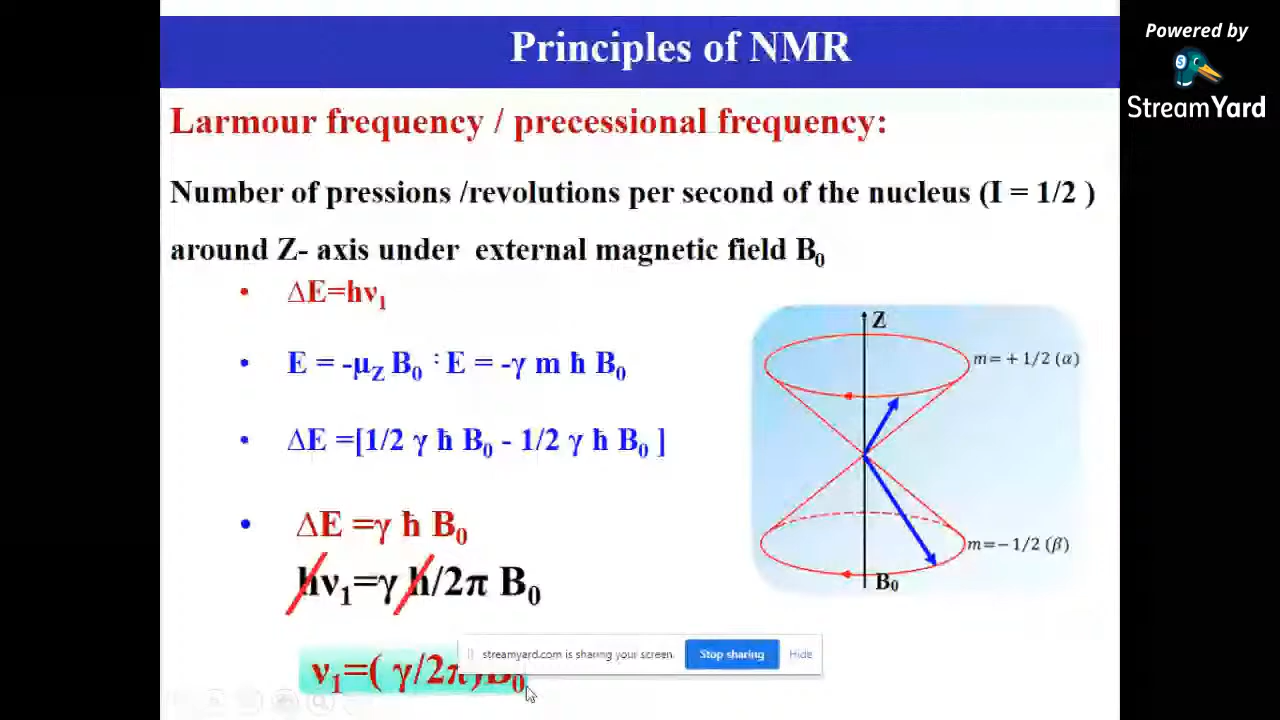 Principles of NMR
Powered by
StreamYard
Larmour frequency / precessional frequency:
Number of pressions /revolutions per second of the nucleus (I = 1/2 )
around Z- axis under external magnetic field B₀
• ΔE=hν₁
• E = -μ_Z B₀ : E = -γ m ħ B₀
• ΔE =[1/2 γ ħ B₀ - 1/2 γ ħ B₀ ]
• ΔE =γ ħ B₀
hν₁=γ h/2π B₀
ν₁=( γ/2π)B₀
Z
m=+1/2 (α)
m=−1/2 (β)
B₀
streamyard.com is sharing your screen.
Stop sharing
Hide